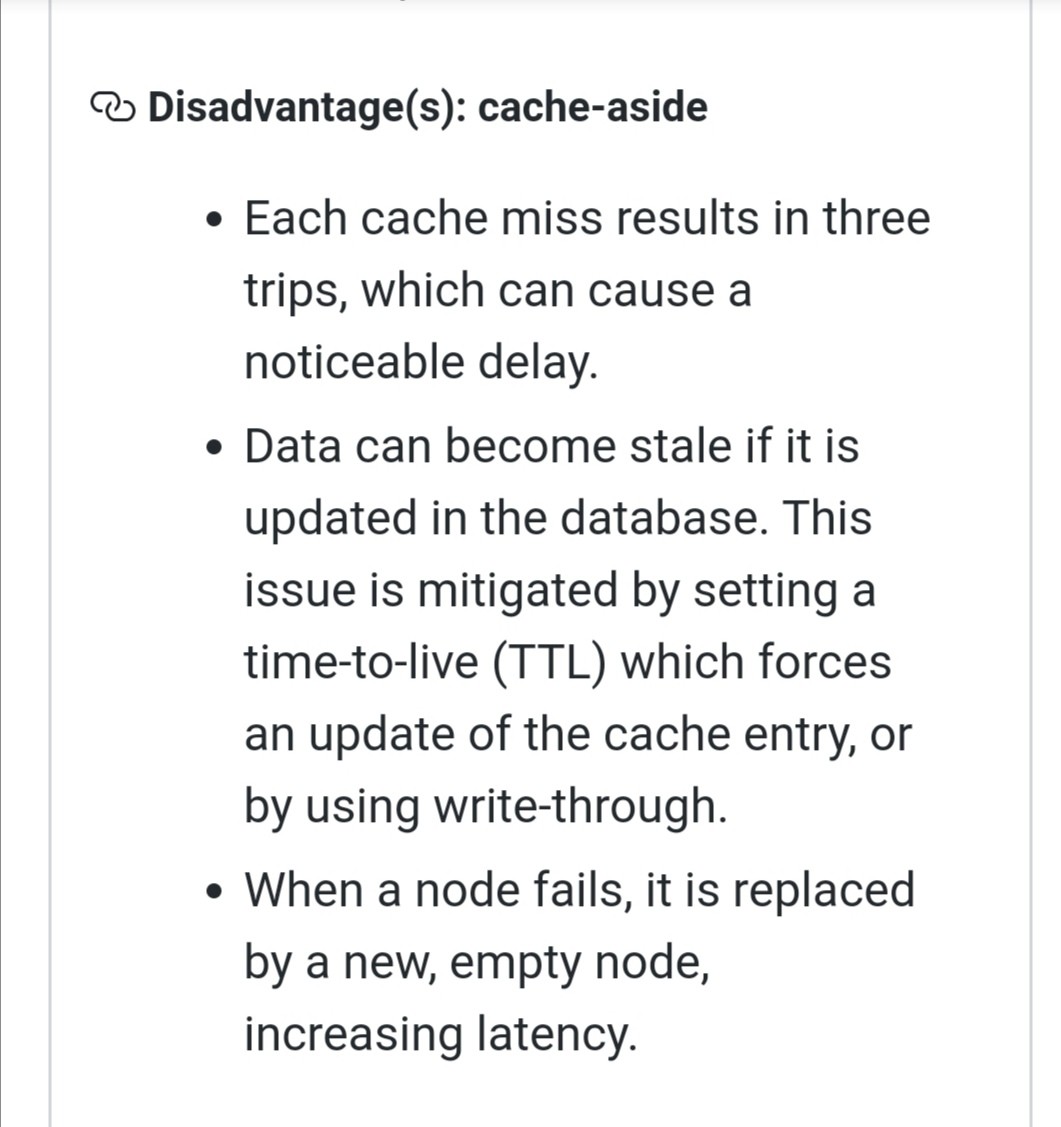 Disadvantage(s): cache-aside
• Each cache miss results in three
trips, which can cause a
noticeable delay.
• Data can become stale if it is
updated in the database. This
issue is mitigated by setting a
time-to-live (TTL) which forces
an update of the cache entry, or
by using write-through.
• When a node fails, it is replaced
by a new, empty node,
increasing latency.